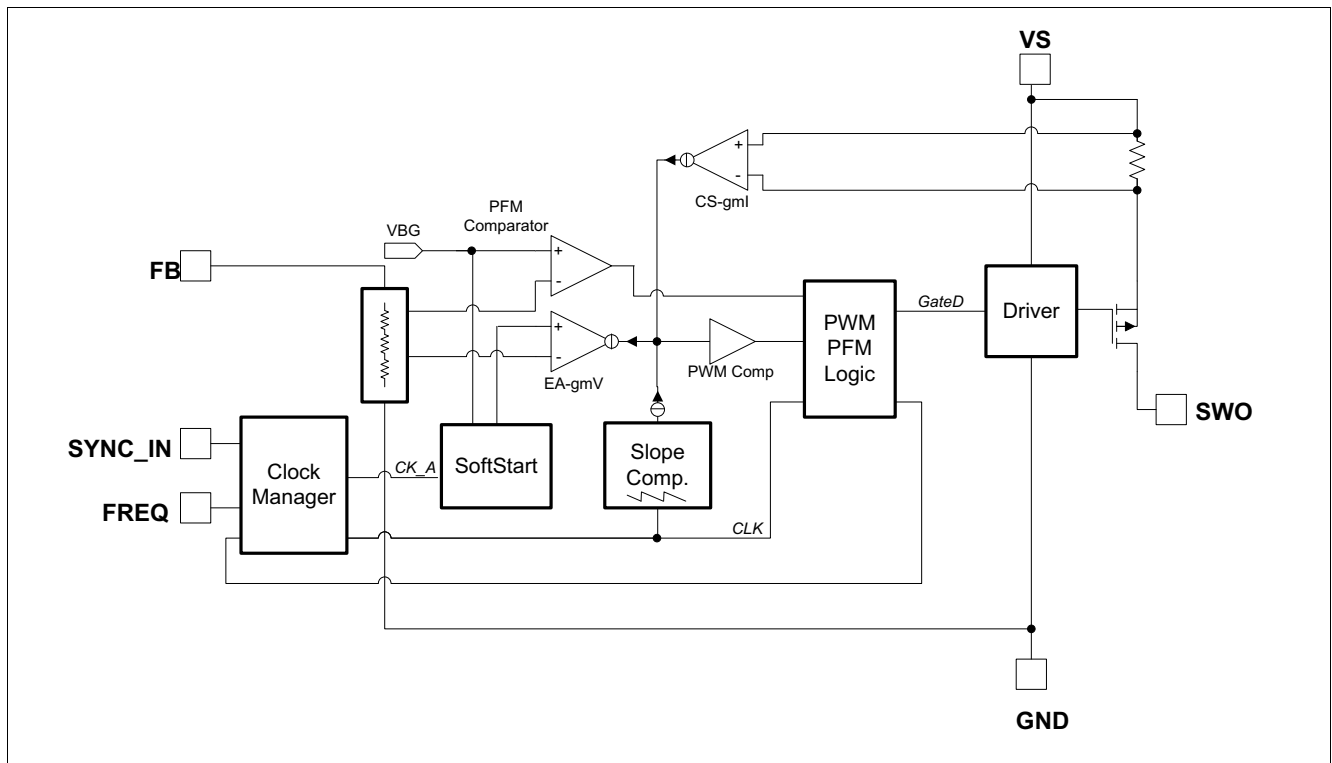 VS
+
-
CS-gmI
PFM
Comparator
VBG
FB
+
-
+
-
EA-gmV
PWM Comp
PWM
PFM
Logic
GateD
Driver
SWO
SYNC_IN
FREQ
Clock
Manager
CK_A
SoftStart
Slope
Comp.
CLK
GND